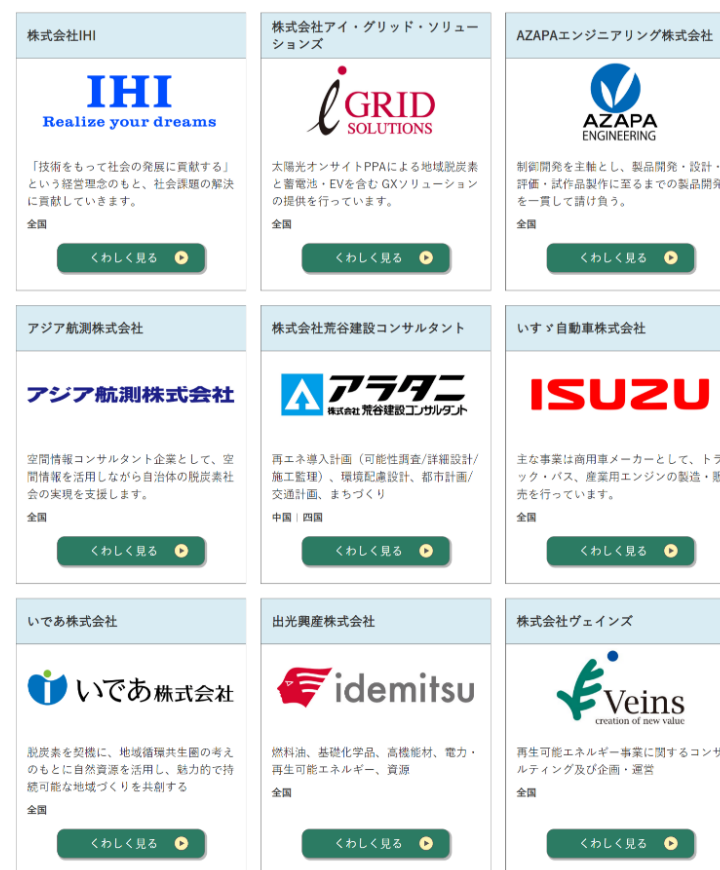 株式会社IHI
IHI
Realize your dreams
「技術をもって社会の発展に貢献する」
という経営理念のもと、社会課題の解決
に貢献していきます。
全国
くわしく見る
株式会社アイ・グリッド・ソリュー
ションズ
i GRID
SOLUTIONS
太陽光オンサイトPPAによる地域脱炭素
と蓄電池・EVを含む GXソリューション
の提供を行っています。
全国
くわしく見る
AZAPAエンジニアリング株式会社
AZAPA
ENGINEERING
制御開発を主軸とし、製品開発・設計・
評価・試作品製作に至るまでの製品開発
を一貫して請け負う。
全国
くわしく見る
アジア航測株式会社
アジア航測株式会社
空間情報コンサルタント企業として、空
間情報を活用しながら自治体の脱炭素社
会の実現を支援します。
全国
くわしく見る
株式会社荒谷建設コンサルタント
アラタニ
株式会社 荒谷建設コンサルタント
再エネ導入計画（可能性調査/詳細設計/
施工監理）、環境配慮設計、都市計画/
交通計画、まちづくり
中国 | 四国
くわしく見る
いすゞ自動車株式会社
ISUZU
主な事業は商用車メーカーとして、トラ
ック・バス、産業用エンジンの製造・販
売を行っています。
全国
くわしく見る
いであ株式会社
いであ株式会社
脱炭素を契機に、地域循環共生圏の考え
のもとに自然資源を活用し、魅力的で持
続可能な地域づくりを共創する
全国
くわしく見る
出光興産株式会社
idemitsu
燃料油、基礎化学品、高機能材、電力・
再生可能エネルギー、資源
全国
くわしく見る
株式会社ヴェインズ
Veins
creation of new value
再生可能エネルギー事業に関するコンサ
ルティング及び企画・運営
全国
くわしく見る